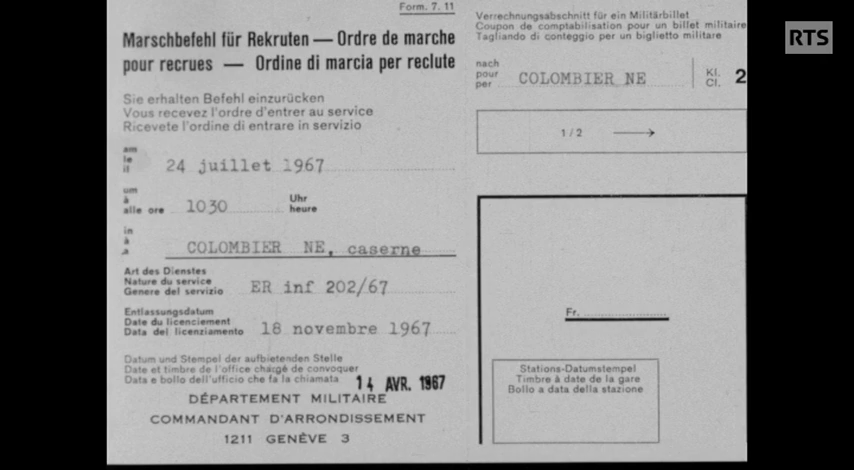 Form. 7. 11
Marschbefehl für Rekruten — Ordre de marche
pour recrues — Ordine di marcia per reclute
Sie erhalten Befehl einzurücken
Vous recevez l'ordre d'entrer au service
Ricevete l'ordine di entrare in servizio
am
le
il
24 juillet 1967
um
à
alle ore
1030
Uhr
heure
in
à
a
COLOMBIER NE, caserne
Art des Dienstes
Nature du service
Genere del servizio
ER inf 202/67
Entlassungsdatum
Date du licenciement
Data del licenziamento
18 novembre 1967
Datum und Stempel der aufbietenden Stelle
Date et timbre de l'office chargé de convoquer
Data e bollo dell'ufficio che fa la chiamata
14 AVR. 1967
DÉPARTEMENT MILITAIRE
COMMANDANT D'ARRONDISSEMENT
1211 GENÈVE 3
Verrechnungsabschnitt für ein Militärbillet
Coupon de comptabilisation pour un billet militaire
Tagliando di conteggio per un biglietto militare
nach
pour
per
COLOMBIER NE
Kl.
Cl.
2
1/2
Fr.
Stations-Datumstempel
Timbre à date de la gare
Bollo a data della stazione
RTS